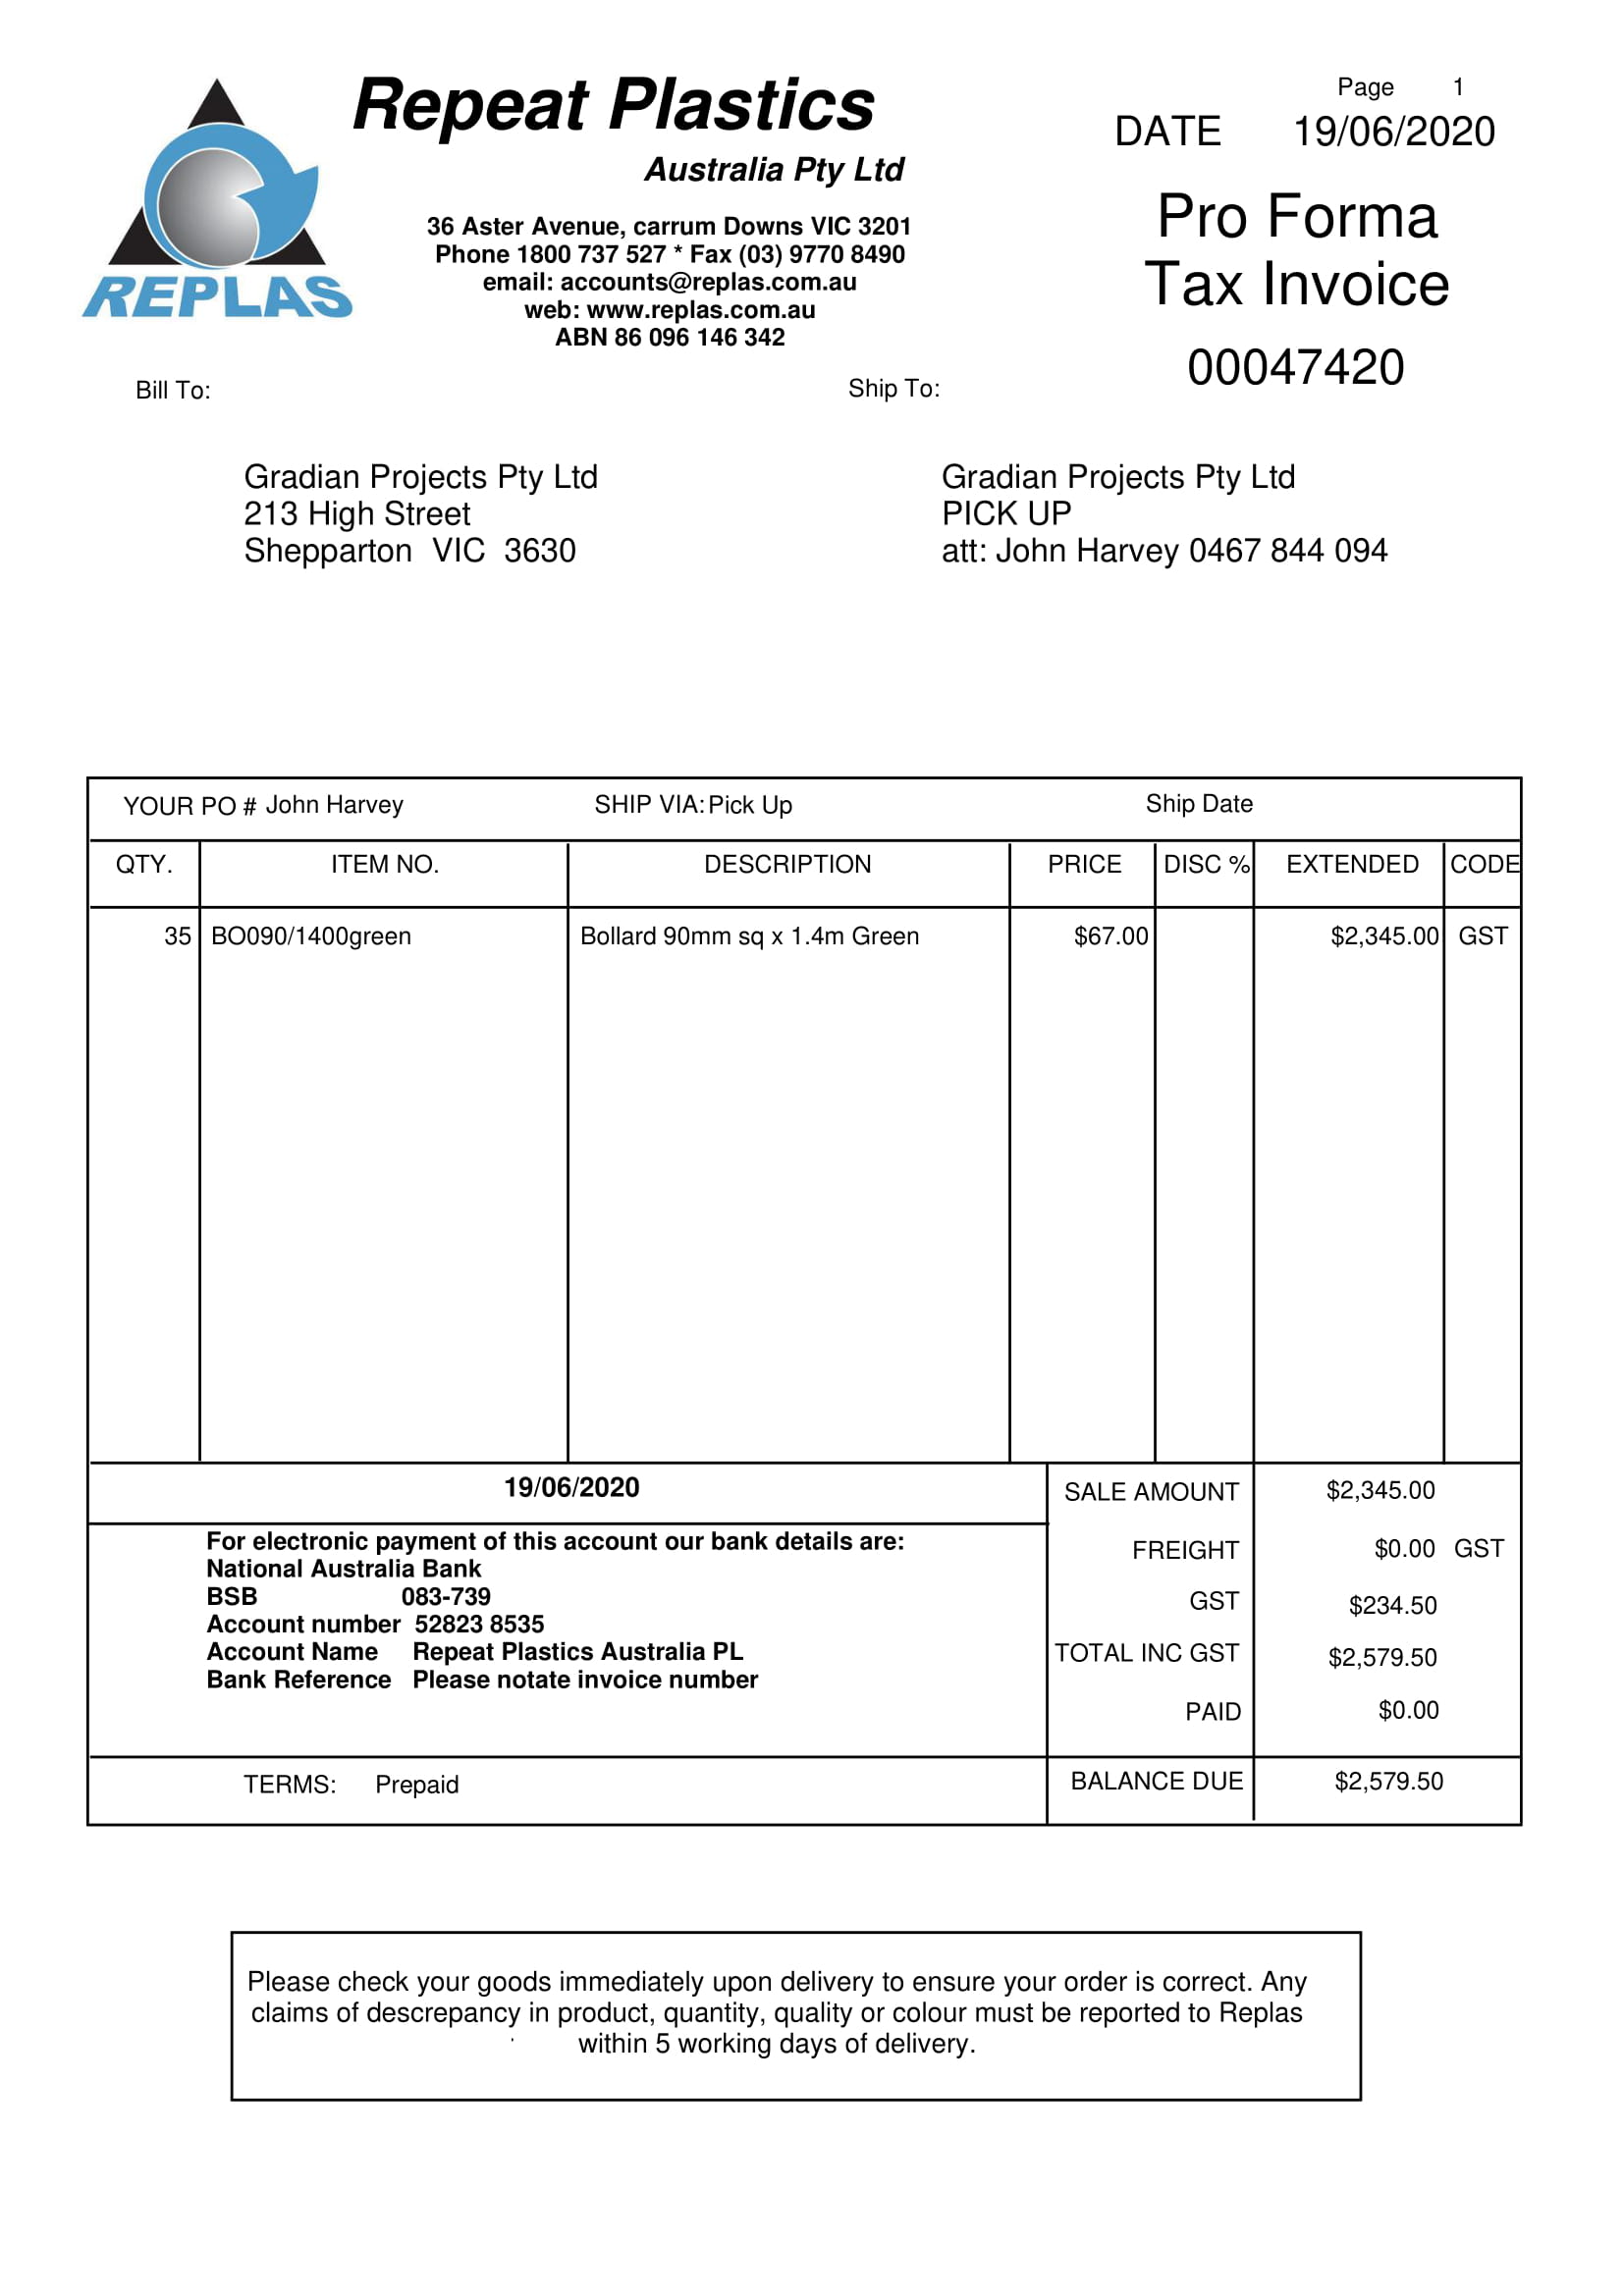 Repeat Plastics
Australia Pty Ltd
36 Aster Avenue, carrum Downs VIC 3201
Phone 1800 737 527 * Fax (03) 9770 8490
email: accounts@replas.com.au
web: www.replas.com.au
ABN 86 096 146 342
REPLAS
Page 1
DATE 19/06/2020
Pro Forma
Tax Invoice
00047420
Bill To:
Gradian Projects Pty Ltd
213 High Street
Shepparton VIC 3630
Ship To:
Gradian Projects Pty Ltd
PICK UP
att: John Harvey 0467 844 094
YOUR PO # John Harvey SHIP VIA: Pick Up Ship Date
QTY. ITEM NO. DESCRIPTION PRICE DISC % EXTENDED CODE
35 BO090/1400green Bollard 90mm sq x 1.4m Green $67.00 $2,345.00 GST
19/06/2020
For electronic payment of this account our bank details are:
National Australia Bank
BSB 083-739
Account number 52823 8535
Account Name Repeat Plastics Australia PL
Bank Reference Please notate invoice number
SALE AMOUNT $2,345.00
FREIGHT $0.00 GST
GST $234.50
TOTAL INC GST $2,579.50
PAID $0.00
TERMS: Prepaid
BALANCE DUE $2,579.50
Please check your goods immediately upon delivery to ensure your order is correct. Any
claims of descrepancy in product, quantity, quality or colour must be reported to Replas
within 5 working days of delivery.